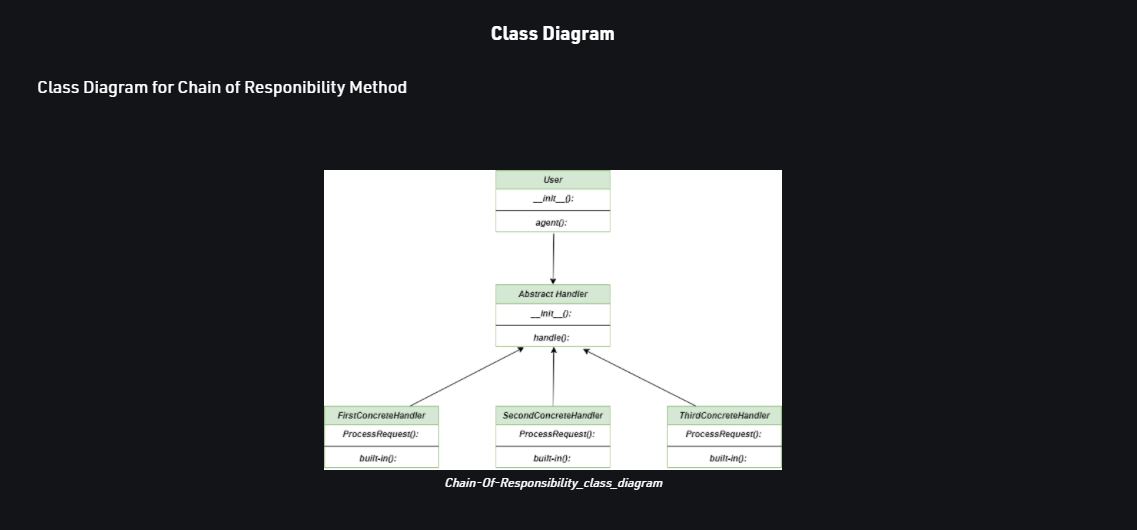 Class Diagram
Class Diagram for Chain of Responibility Method
User
__init__():
agent():
Abstract Handler
__init__():
handle():
FirstConcreteHandler
ProcessRequest():
built-in():
SecondConcreteHandler
ProcessRequest():
built-in():
ThirdConcreteHandler
ProcessRequest():
built-in():
Chain-Of-Responsibility_class_diagram